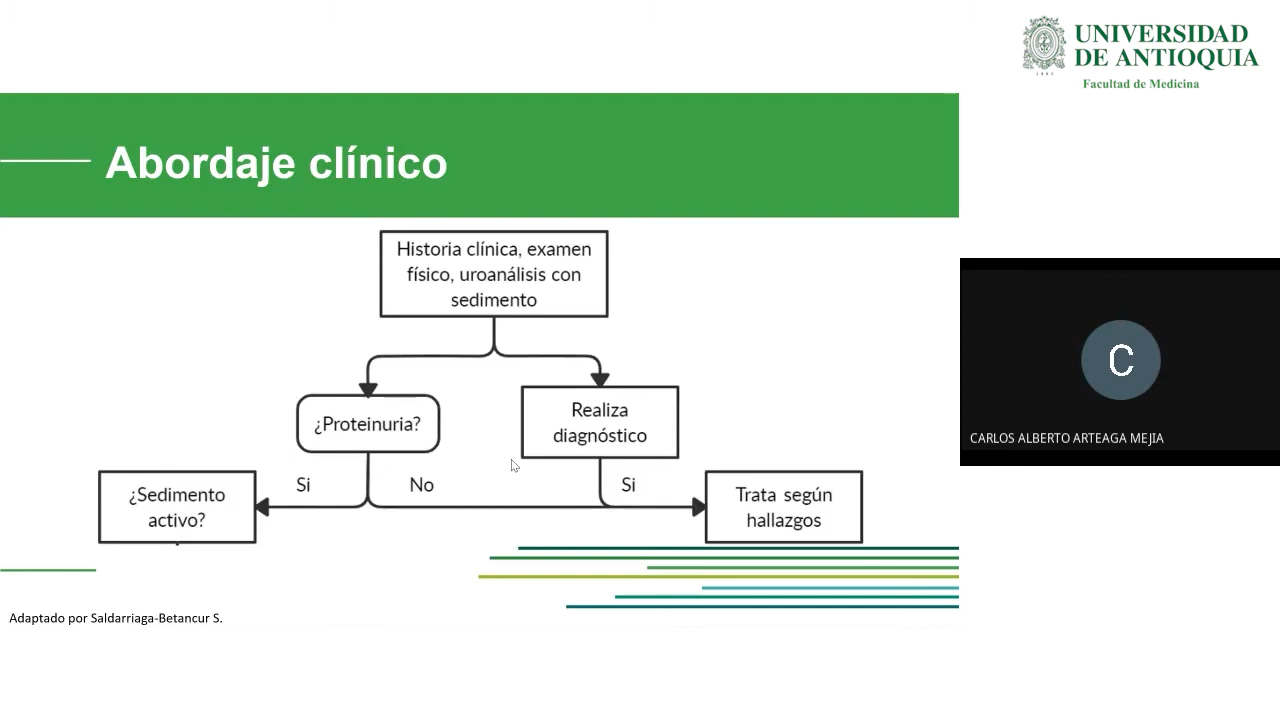 UNIVERSIDAD
DE ANTIOQUIA
1803
Facultad de Medicina
Abordaje clínico
Historia clínica, examen
físico, uroanálisis con
sedimento
¿Proteinuria?
Realiza
diagnóstico
Si
No
Si
¿Sedimento
activo?
Trata según
hallazgos
Adaptado por Saldarriaga-Betancur S.
C
CARLOS ALBERTO ARTEAGA MEJIA